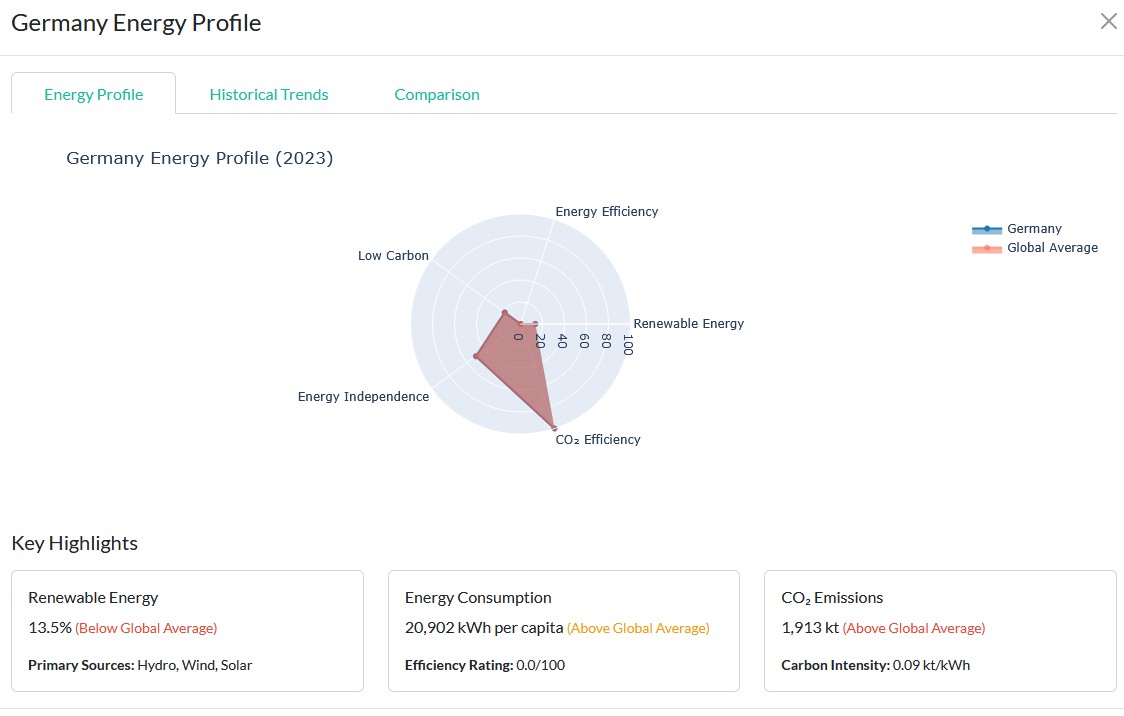 Germany Energy Profile
Energy Profile
Historical Trends
Comparison
Germany Energy Profile (2023)
Energy Efficiency
Low Carbon
Renewable Energy
Energy Independence
CO₂ Efficiency
0
20
40
60
80
100
Germany
Global Average
Key Highlights
Renewable Energy
13.5% (Below Global Average)
Primary Sources: Hydro, Wind, Solar
Energy Consumption
20,902 kWh per capita (Above Global Average)
Efficiency Rating: 0.0/100
CO₂ Emissions
1,913 kt (Above Global Average)
Carbon Intensity: 0.09 kt/kWh